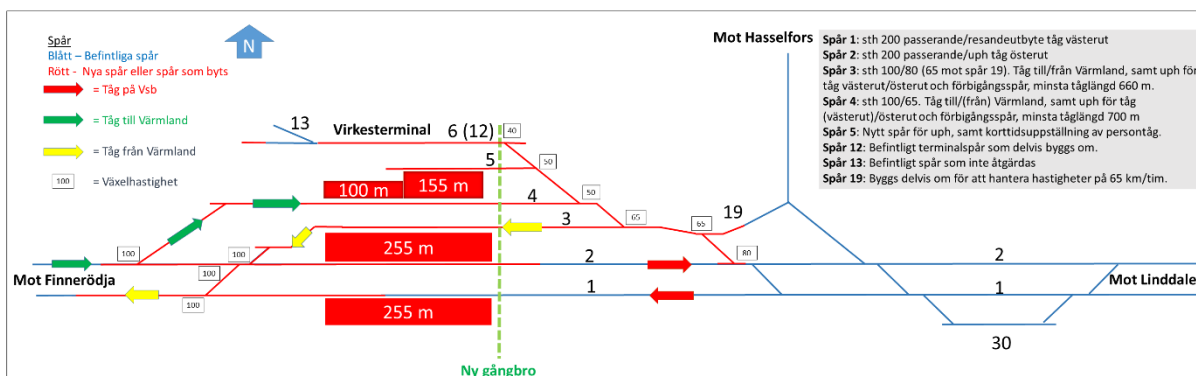 Spår
Blått – Befintliga spår
Rött - Nya spår eller spår som byts
= Tåg på Vsb
= Tåg till Värmland
= Tåg från Värmland
100 = Växelhastighet
N
Mot Hasselfors
Spår 1: sth 200 passerande/resandeutbyte tåg västerut
Spår 2: sth 200 passerande/uph tåg österut
Spår 3: sth 100/80 (65 mot spår 19). Tåg till/från Värmland, samt uph för
tåg västerut/österut och förbigångsspår, minsta tåglängd 660 m.
Spår 4: sth 100/65. Tåg till/(från) Värmland, samt uph för tåg
(västerut)/österut och förbigångsspår, minsta tåglängd 700 m
Spår 5: Nytt spår för uph, samt korttidsuppställning av persontåg.
Spår 12: Befintligt terminalspår som delvis byggs om.
Spår 13: Befintligt spår som inte åtgärdas
Spår 19: Byggs delvis om för att hantera hastigheter på 65 km/tim.
13
Virkesterminal
6 (12)
40
5
50
100 m
155 m
4
50
3
65
65
19
100
100
255 m
80
Mot Finnerödja
100
2
2
Mot Linddale
1
1
100
255 m
30
Ny gångbro